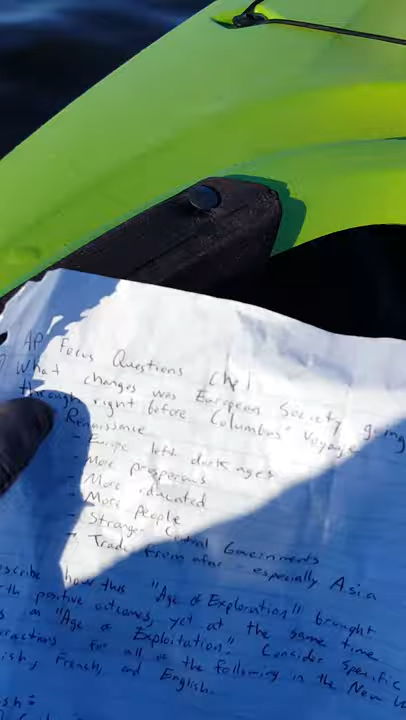 AP Focus Questions Ch 1
What changes was European Society going
through right before Columbus' voyage
Renaissance
- Europe left dark ages
- More prosperous
- More educated
- More people
- Stronger Central Governments
- Trade from afar - especially Asia
how this "Age of Exploration" brought
positive outcomes, yet at the same time
an "Age of Exploitation". Consider specific
for all of the following in the New
French, and English.